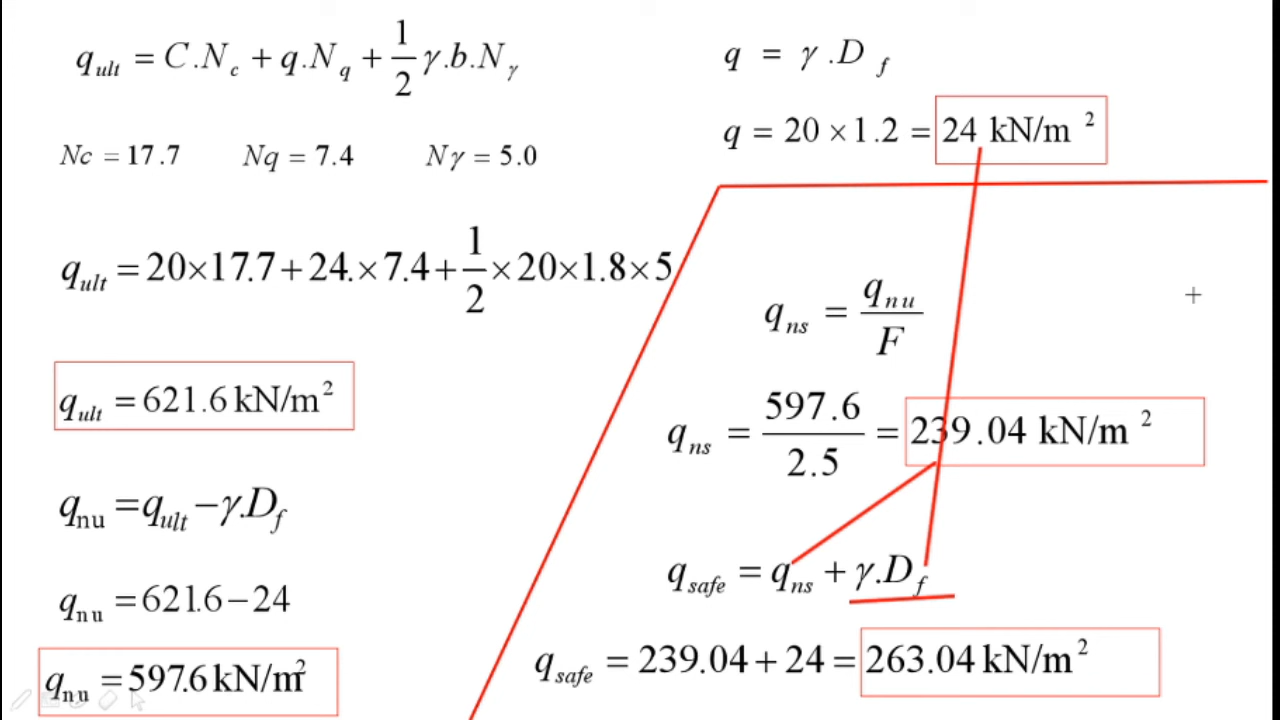 q_ult = C.N_c + q.N_q + 1/2 γ.b.N_γ
Nc = 17.7 Nq = 7.4 Nγ = 5.0
q_ult = 20×17.7+24.×7.4+1/2×20×1.8×5
q_ult = 621.6 kN/m²
q_nu = q_ult − γ.D_f
q_nu = 621.6 − 24
q_nu = 597.6 kN/m²
q = γ .D_f
q = 20 × 1.2 = 24 kN/m²
q_ns = q_nu / F
q_ns = 597.6 / 2.5 = 239.04 kN/m²
q_safe = q_ns + γ.D_f
q_safe = 239.04 + 24 = 263.04 kN/m²